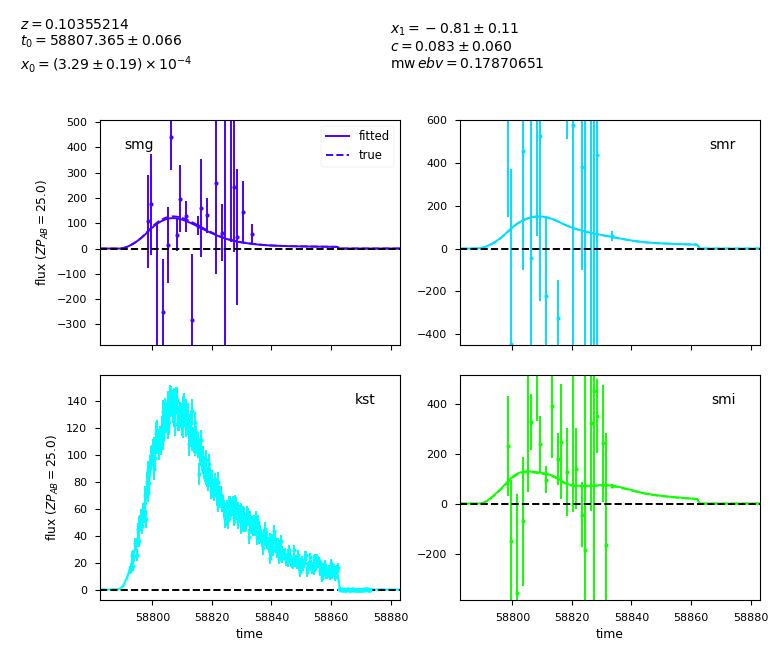 z = 0.10355214
t₀ = 58807.365 ± 0.066
x₀ = (3.29 ± 0.19) × 10⁻⁴
x₁ = −0.81 ± 0.11
c = 0.083 ± 0.060
mwebv = 0.17870651
smg
fitted
true
500
400
300
200
100
0
−100
−200
−300
flux (ZP_AB = 25.0)
smr
600
400
200
0
−200
−400
kst
140
120
100
80
60
40
20
0
flux (ZP_AB = 25.0)
58800 58820 58840 58860 58880
time
smi
400
200
0
−200
58800 58820 58840 58860 58880
time